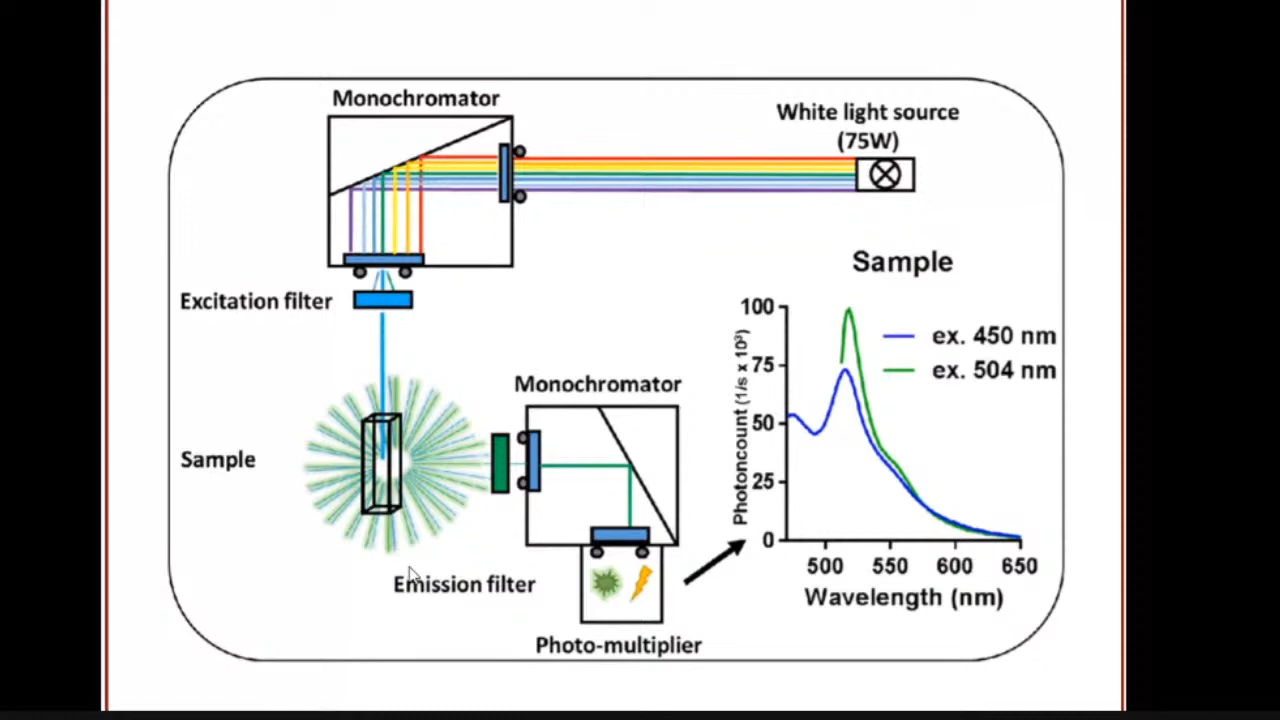 Monochromator
White light source
(75W)
Excitation filter
Sample
Monochromator
Emission filter
Photo-multiplier
Sample
ex. 450 nm
ex. 504 nm
Photoncount (1/s x 10³)
100
75
50
25
0
500 550 600 650
Wavelength (nm)